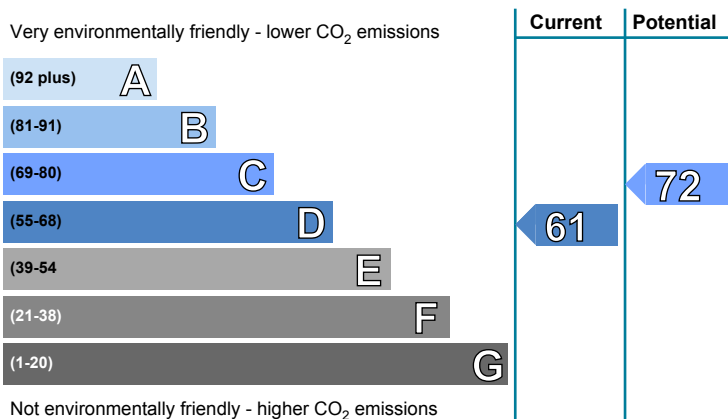 Very environmentally friendly - lower CO2 emissions
Current
Potential
(92 plus) A
(81-91) B
(69-80) C
(55-68) D
(39-54 E
(21-38) F
(1-20) G
61
72
Not environmentally friendly - higher CO2 emissions